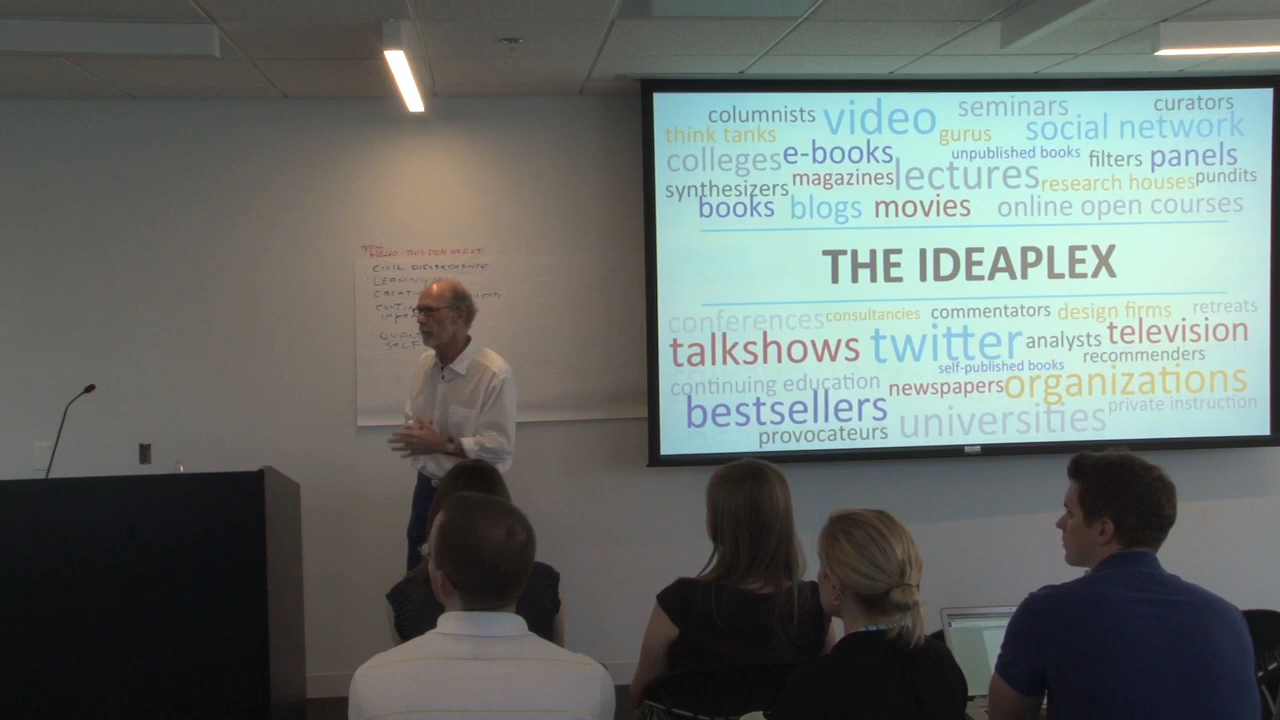 columnists video seminars curators
think tanks gurus social network
colleges e-books unpublished books filters panels
synthesizers magazines lectures research houses pundits
books blogs movies online open courses
THE IDEAPLEX
conferences consultancies commentators design firms retreats
talkshows twitter analysts television
self-published books recommenders
continuing education newspapers organizations
bestsellers universities private instruction
provocateurs
CIVIL DISOBEDIENCE